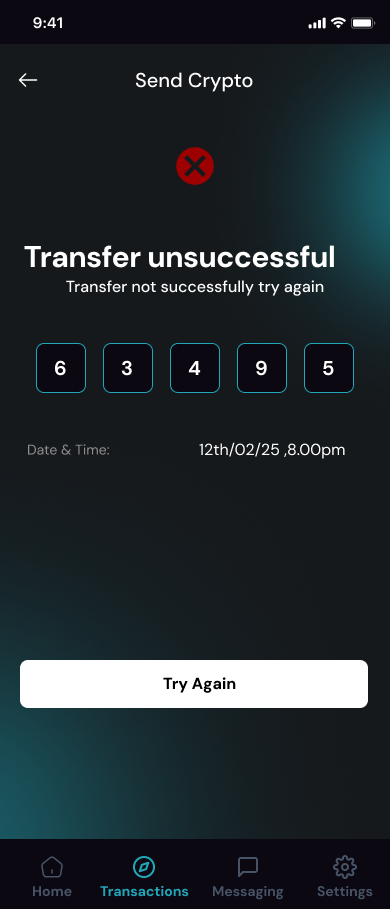 9:41
Send Crypto
Transfer unsuccessful
Transfer not successfully try again
6 3 4 9 5
Date & Time: 12th/02/25 ,8.00pm
Try Again
Home Transactions Messaging Settings